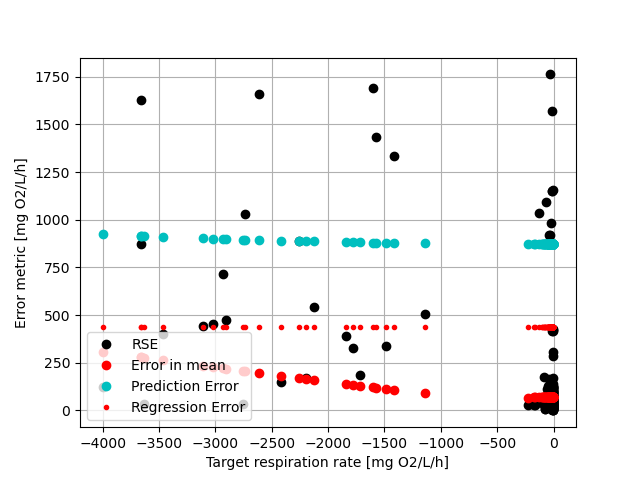 1750
1500
1250
1000
750
500
250
0
Error metric [mg O2/L/h]
RSE
Error in mean
Prediction Error
Regression Error
−4000 −3500 −3000 −2500 −2000 −1500 −1000 −500 0
Target respiration rate [mg O2/L/h]